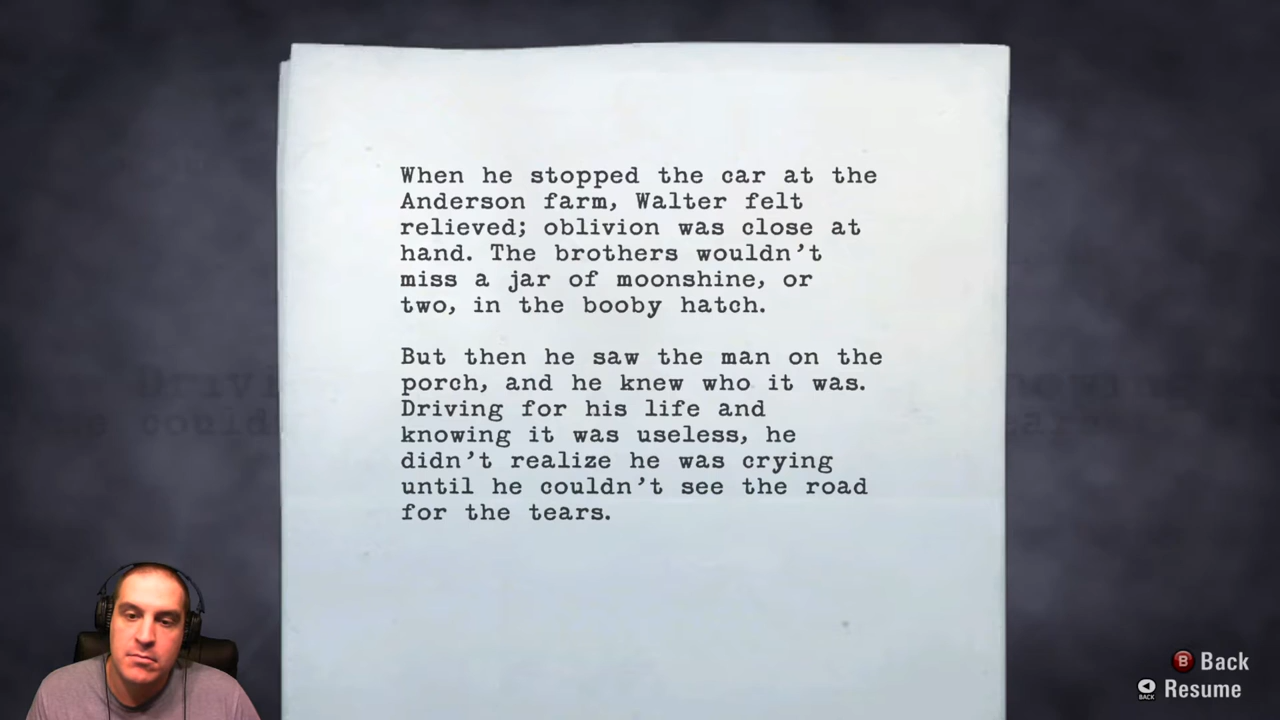 When he stopped the car at the
Anderson farm, Walter felt
relieved; oblivion was close at
hand. The brothers wouldn't
miss a jar of moonshine, or
two, in the booby hatch.
But then he saw the man on the
porch, and he knew who it was.
Driving for his life and
knowing it was useless, he
didn't realize he was crying
until he couldn't see the road
for the tears.
B Back
BACK Resume